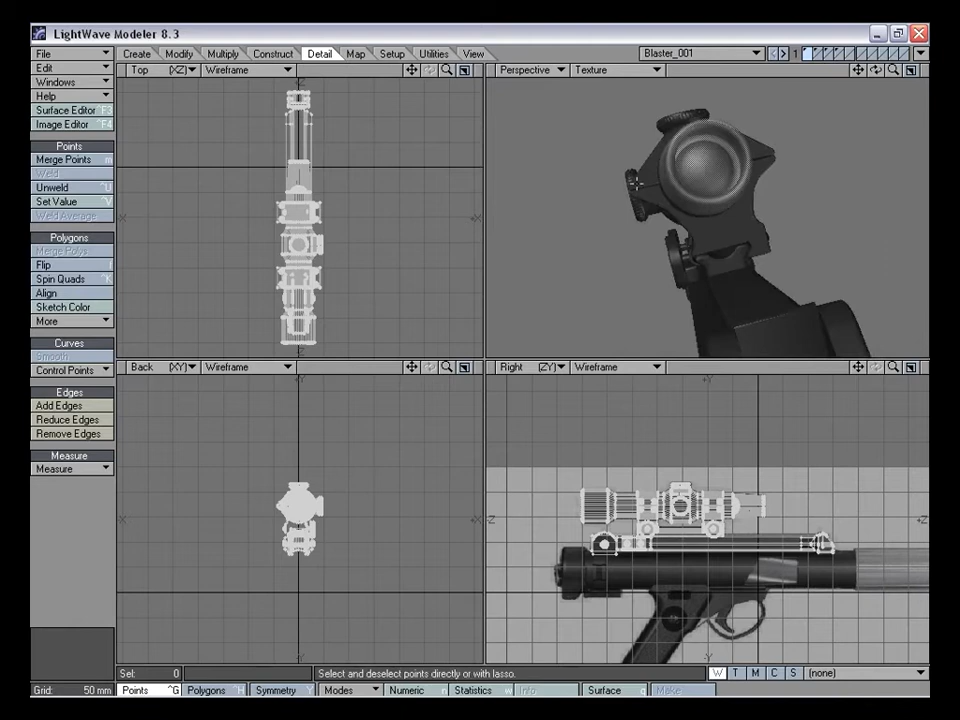 LightWave Modeler 8.3
File
Create Modify Multiply Construct Detail Map Setup Utilities View
Blaster_001
1
Edit
Windows
Help
Surface Editor F3
Image Editor ^F4
Top (XZ) Wireframe
Perspective Texture
Points
Merge Points m
Weld
Unweld ^U
Set Value ^V
Weld Average
Polygons
Merge Polys
Flip f
Spin Quads ^K
Align
Sketch Color
More
Curves
Smooth
Control Points
Edges
Add Edges
Reduce Edges
Remove Edges
Measure
Measure
Back (XY) Wireframe
Right (ZY) Wireframe
Sel: 0
Select and deselect points directly or with lasso.
W T M C S (none)
Grid: 50 mm
Points ^G Polygons ^H Symmetry Y Modes Numeric n Statistics w Info Surface q Make